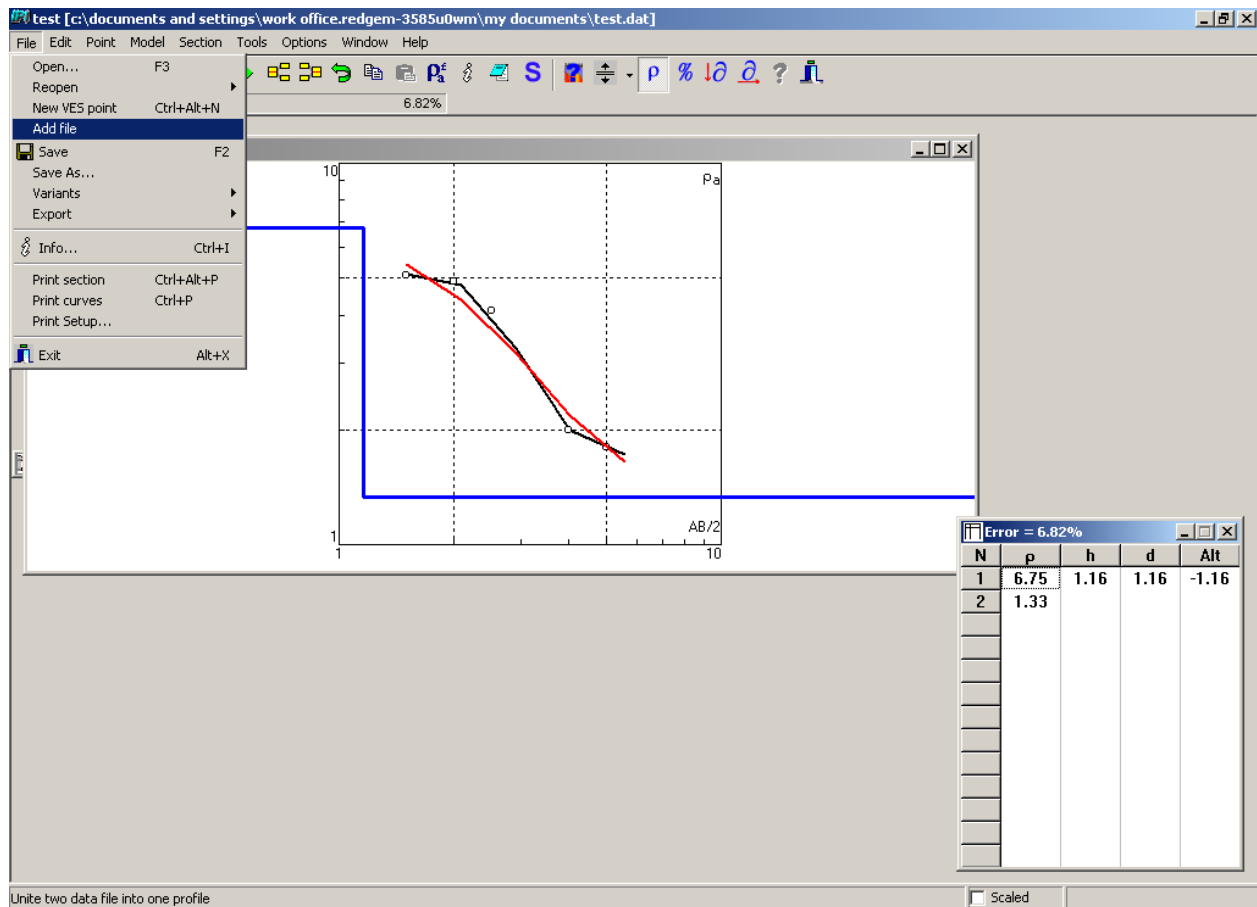 test [c:\documents and settings\work office.redgem-3585u0wm\my documents\test.dat]
File Edit Point Model Section Tools Options Window Help
Open... F3
Reopen
New VES point Ctrl+Alt+N
Add file
Save F2
Save As...
Variants
Export
Info... Ctrl+I
Print section Ctrl+Alt+P
Print curves Ctrl+P
Print Setup...
Exit Alt+X
ρ % ∂ ∂ ?
S
6.82%
10
Pa
AB/2
1
1 10
Error = 6.82%
N ρ h d Alt
1 6.75 1.16 1.16 -1.16
2 1.33
Unite two data file into one profile
Scaled